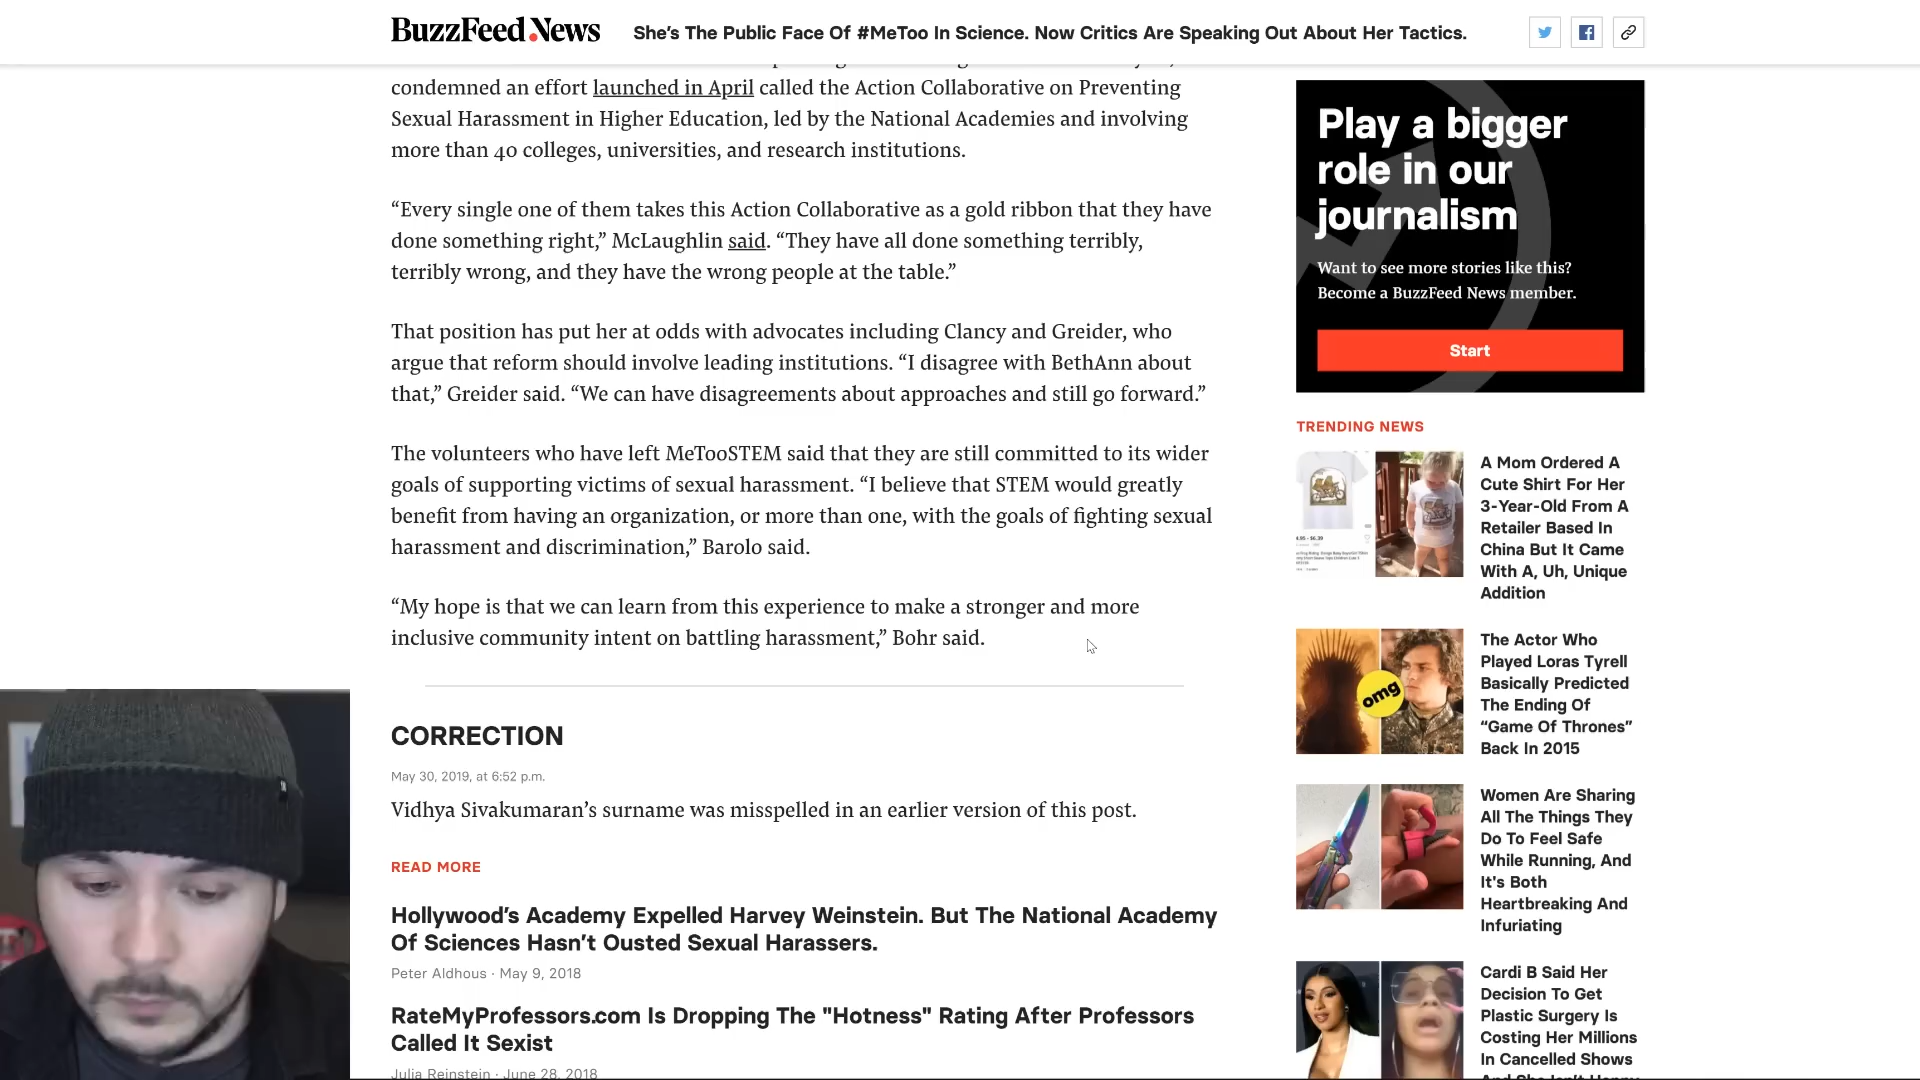 BuzzFeed News
She's The Public Face Of #MeToo In Science. Now Critics Are Speaking Out About Her Tactics.
condemned an effort launched in April called the Action Collaborative on Preventing
Sexual Harassment in Higher Education, led by the National Academies and involving
more than 40 colleges, universities, and research institutions.
“Every single one of them takes this Action Collaborative as a gold ribbon that they have
done something right,” McLaughlin said. “They have all done something terribly,
terribly wrong, and they have the wrong people at the table.”
That position has put her at odds with advocates including Clancy and Greider, who
argue that reform should involve leading institutions. “I disagree with BethAnn about
that,” Greider said. “We can have disagreements about approaches and still go forward.”
The volunteers who have left MeTooSTEM said that they are still committed to its wider
goals of supporting victims of sexual harassment. “I believe that STEM would greatly
benefit from having an organization, or more than one, with the goals of fighting sexual
harassment and discrimination,” Barolo said.
“My hope is that we can learn from this experience to make a stronger and more
inclusive community intent on battling harassment,” Bohr said.
CORRECTION
May 30, 2019, at 6:52 p.m.
Vidhya Sivakumaran’s surname was misspelled in an earlier version of this post.
READ MORE
Hollywood’s Academy Expelled Harvey Weinstein. But The National Academy
Of Sciences Hasn’t Ousted Sexual Harassers.
Peter Aldhous · May 9, 2018
RateMyProfessors.com Is Dropping The "Hotness" Rating After Professors
Called It Sexist
Julia Reinstein · June 28, 2018
Play a bigger
role in our
journalism
Want to see more stories like this?
Become a BuzzFeed News member.
Start
TRENDING NEWS
A Mom Ordered A
Cute Shirt For Her
3-Year-Old From A
Retailer Based In
China But It Came
With A, Uh, Unique
Addition
omg
The Actor Who
Played Loras Tyrell
Basically Predicted
The Ending Of
“Game Of Thrones”
Back In 2015
Women Are Sharing
All The Things They
Do To Feel Safe
While Running, And
It's Both
Heartbreaking And
Infuriating
Cardi B Said Her
Decision To Get
Plastic Surgery Is
Costing Her Millions
In Cancelled Shows
And She Isn't Happy